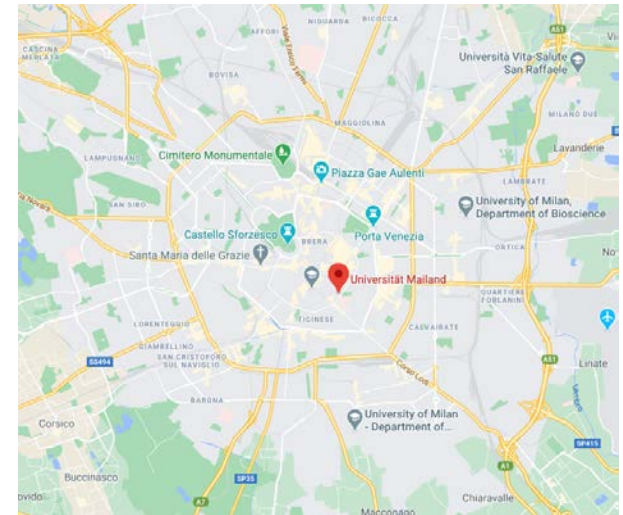 NIGUARDA
BICOCCA
AFFORI
A51
CASCINA
MERLATA
Viale Enrico Fermi
Università Vita-Salute
San Raffaele
BOVISA
MILANO DUE
MAGGIOLINA
Cimitero Monumentale
Lavanderie
LAMPUGNANO
Piazza Gae Aulenti
LAMBRATE
SAN SIRO
University of Milan,
Department of Bioscience
Castello Sforzesco
Porta Venezia
BRERA
ORTICA
Santa Maria delle Grazie
No
Universität Mailand
QUARTIERE
FORLANINI
TICINESE
LORENTEGGIO
CALVAIRATE
GIAMBELLINO
SS494
SAN CRISTOFORO
SUL NAVIGLIO
A51
Linate
Corso Lodi
BARONA
Corsico
University of Milan
- Department of...
SP415
A1
Buccinasco
SP35
A7
Chiaravalle
Macconago